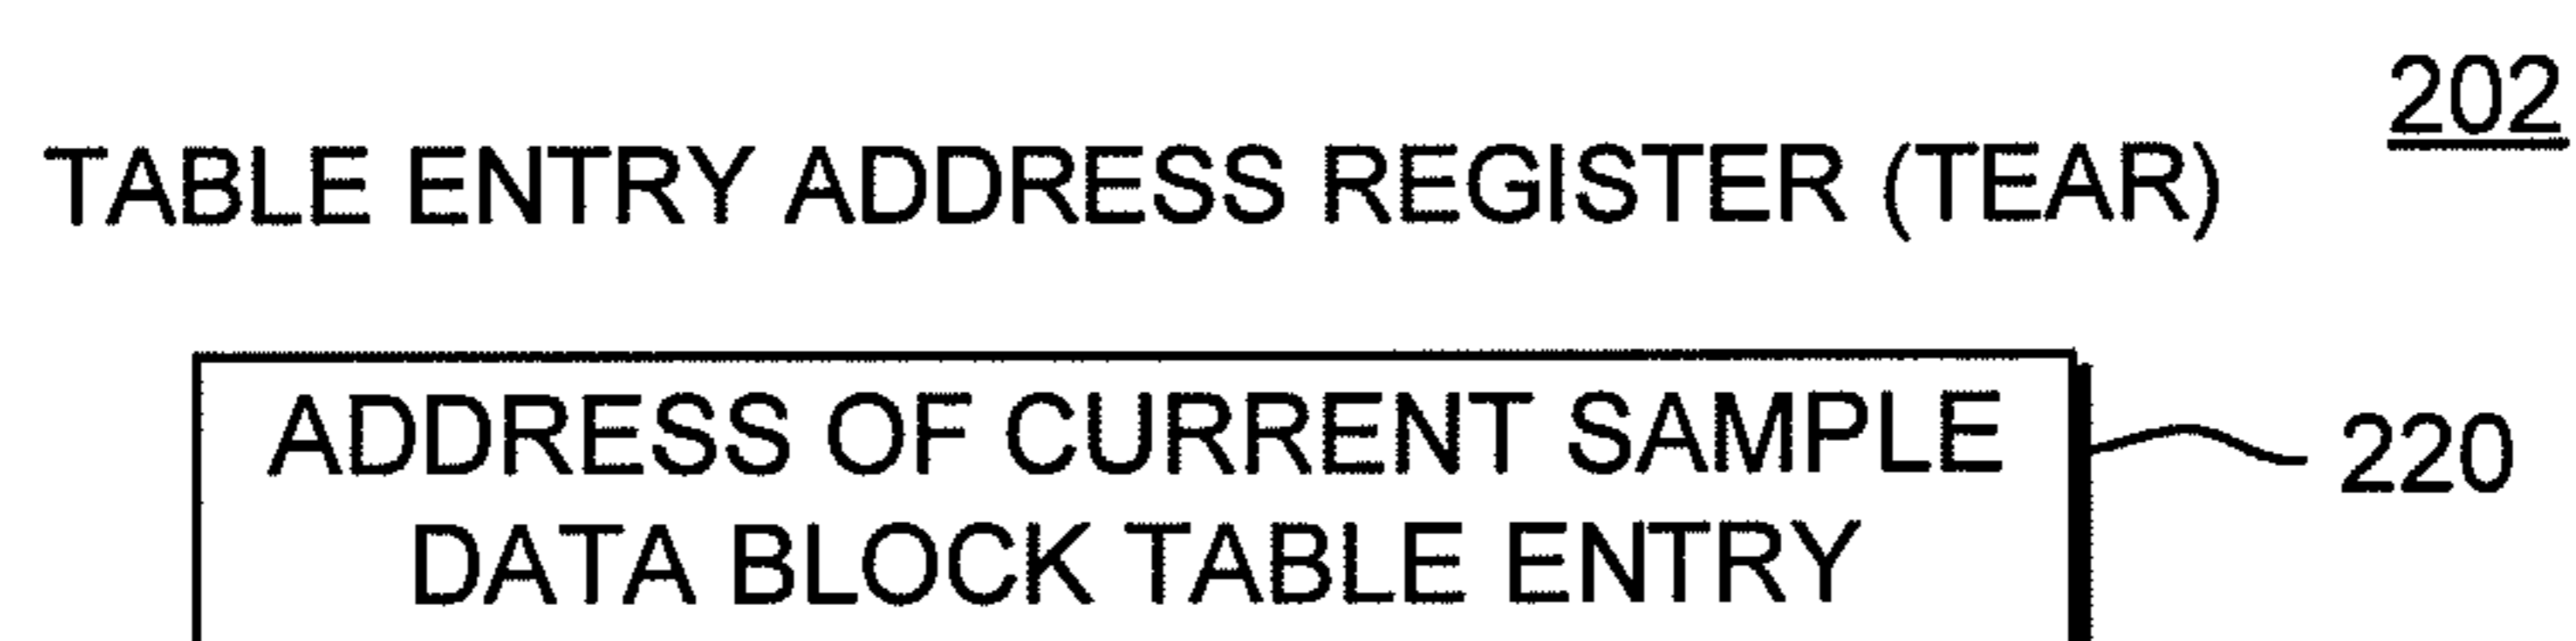 202
TABLE ENTRY ADDRESS REGISTER (TEAR)
ADDRESS OF CURRENT SAMPLE
220
DATA BLOCK TABLE ENTRY